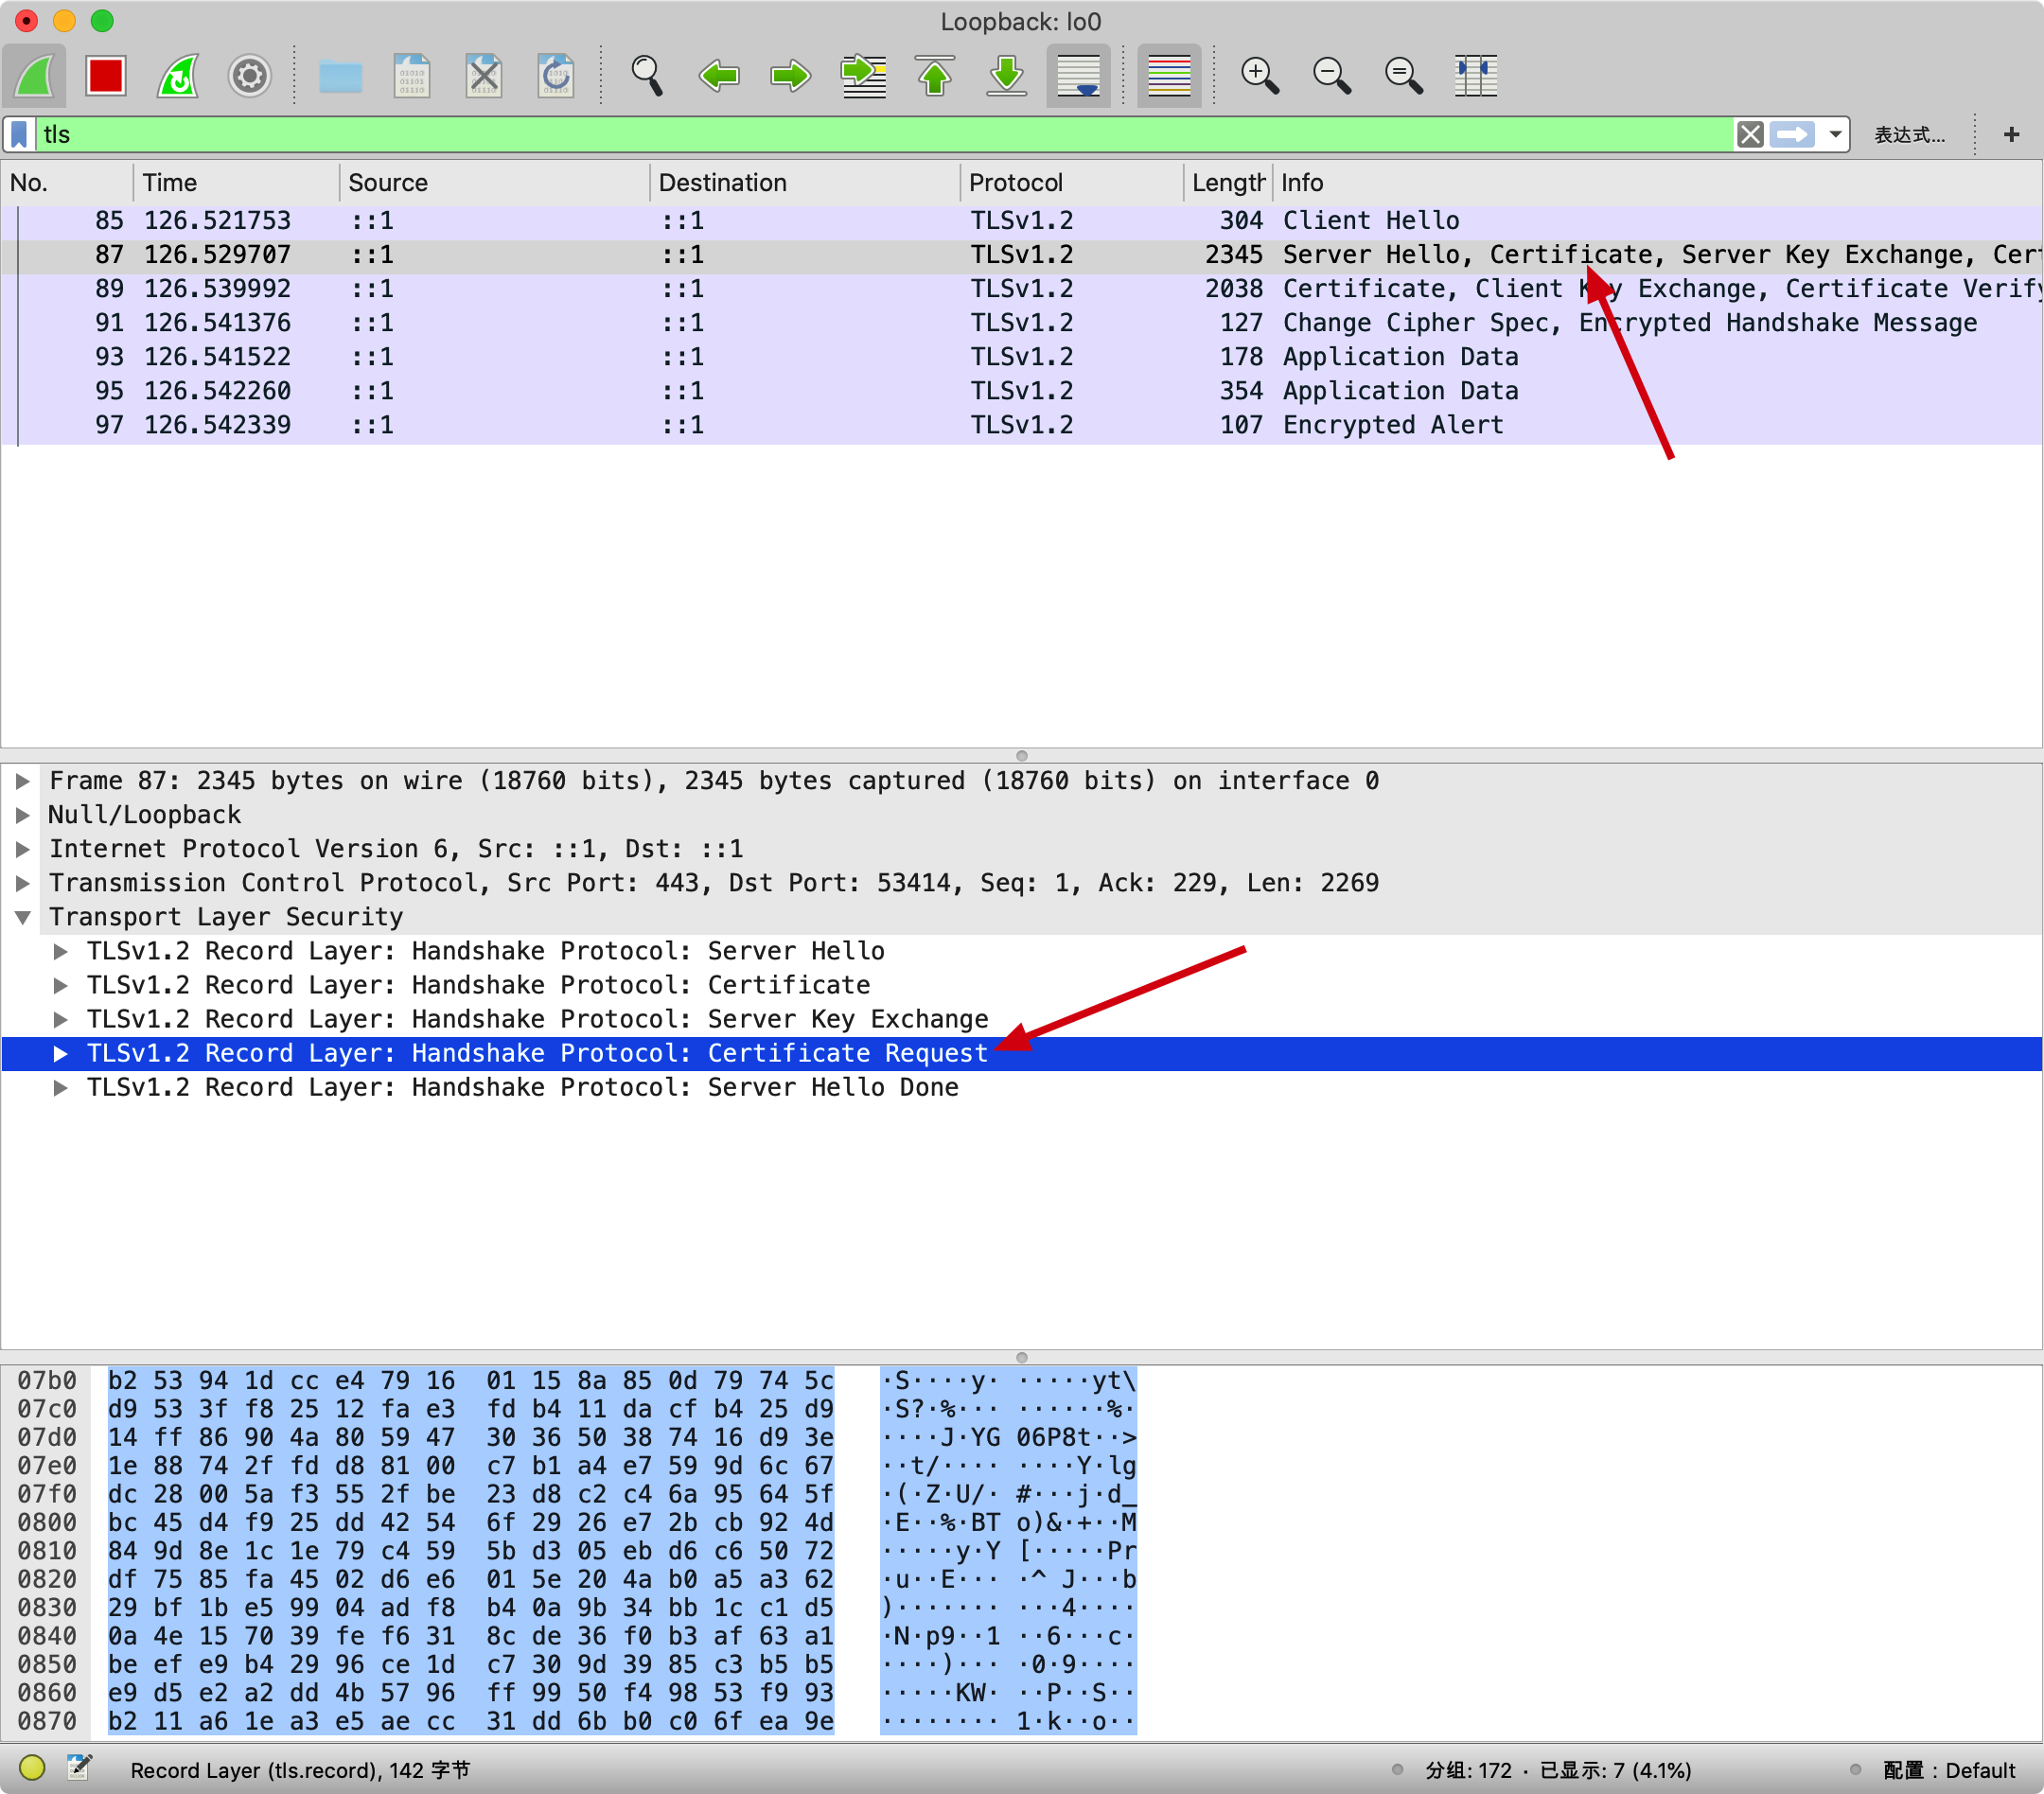 Loopback: lo0
tls
表达式...
+
No. Time Source Destination Protocol Length Info
85 126.521753 ::1 ::1 TLSv1.2 304 Client Hello
87 126.529707 ::1 ::1 TLSv1.2 2345 Server Hello, Certificate, Server Key Exchange, Cert
89 126.539992 ::1 ::1 TLSv1.2 2038 Certificate, Client Key Exchange, Certificate Verify
91 126.541376 ::1 ::1 TLSv1.2 127 Change Cipher Spec, Encrypted Handshake Message
93 126.541522 ::1 ::1 TLSv1.2 178 Application Data
95 126.542260 ::1 ::1 TLSv1.2 354 Application Data
97 126.542339 ::1 ::1 TLSv1.2 107 Encrypted Alert
Frame 87: 2345 bytes on wire (18760 bits), 2345 bytes captured (18760 bits) on interface 0
Null/Loopback
Internet Protocol Version 6, Src: ::1, Dst: ::1
Transmission Control Protocol, Src Port: 443, Dst Port: 53414, Seq: 1, Ack: 229, Len: 2269
Transport Layer Security
TLSv1.2 Record Layer: Handshake Protocol: Server Hello
TLSv1.2 Record Layer: Handshake Protocol: Certificate
TLSv1.2 Record Layer: Handshake Protocol: Server Key Exchange
TLSv1.2 Record Layer: Handshake Protocol: Certificate Request
TLSv1.2 Record Layer: Handshake Protocol: Server Hello Done
07b0 b2 53 94 1d cc e4 79 16 01 15 8a 85 0d 79 74 5c ·S····y· ·····yt\
07c0 d9 53 3f f8 25 12 fa e3 fd b4 11 da cf b4 25 d9 ·S?·%··· ······%·
07d0 14 ff 86 90 4a 80 59 47 30 36 50 38 74 16 d9 3e ····J·YG 06P8t··>
07e0 1e 88 74 2f fd d8 81 00 c7 b1 a4 e7 59 9d 6c 67 ··t/···· ····Y·lg
07f0 dc 28 00 5a f3 55 2f be 23 d8 c2 c4 6a 95 64 5f ·(·Z·U/· #···j·d_
0800 bc 45 d4 f9 25 dd 42 54 6f 29 26 e7 2b cb 92 4d ·E··%·BT o)&·+··M
0810 84 9d 8e 1c 1e 79 c4 59 5b d3 05 eb d6 c6 50 72 ·····y·Y [·····Pr
0820 df 75 85 fa 45 02 d6 e6 01 5e 20 4a b0 a5 a3 62 ·u··E··· ·^ J···b
0830 29 bf 1b e5 99 04 ad f8 b4 0a 9b 34 bb 1c c1 d5 )······· ···4····
0840 0a 4e 15 70 39 fe f6 31 8c de 36 f0 b3 af 63 a1 ·N·p9··1 ··6···c·
0850 be ef e9 b4 29 96 ce 1d c7 30 9d 39 85 c3 b5 b5 ····)··· ·0·9····
0860 e9 d5 e2 a2 dd 4b 57 96 ff 99 50 f4 98 53 f9 93 ·····KW· ··P··S··
0870 b2 11 a6 1e a3 e5 ae cc 31 dd 6b b0 c0 6f ea 9e ········ 1·k··o··
Record Layer (tls.record), 142 字节
分组: 172 · 已显示: 7 (4.1%)
配置：Default